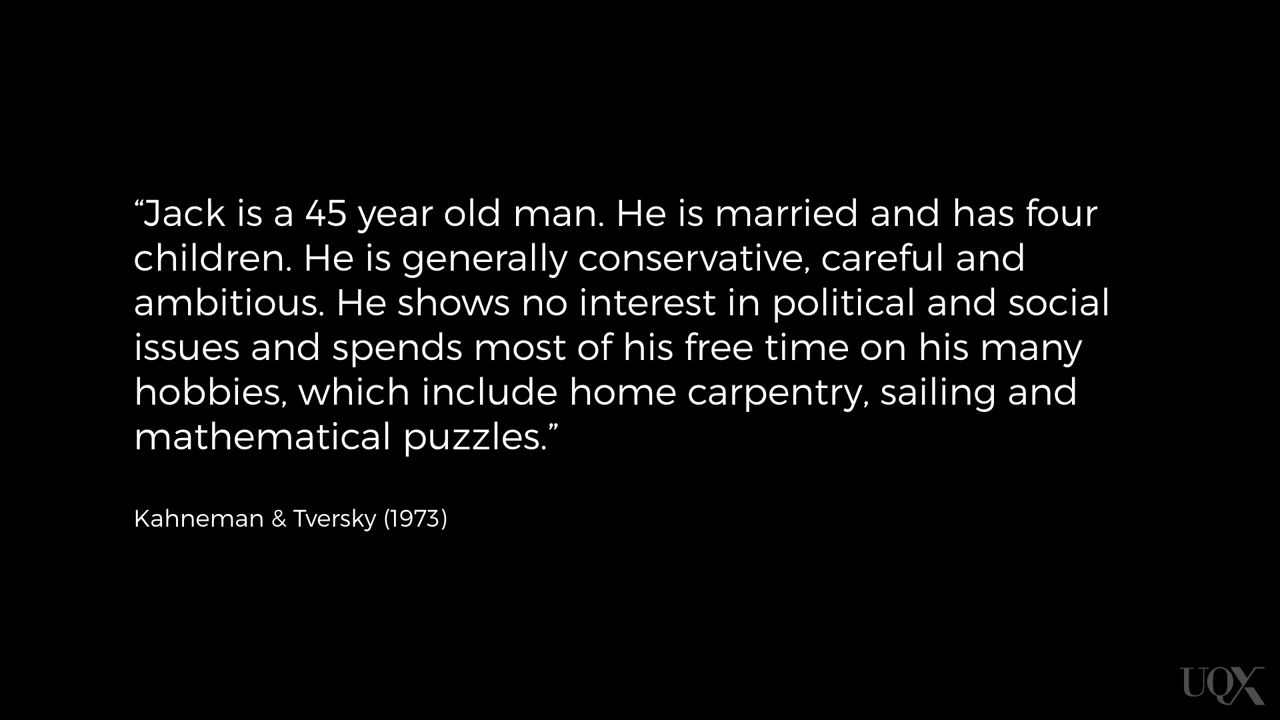 “Jack is a 45 year old man. He is married and has four
children. He is generally conservative, careful and
ambitious. He shows no interest in political and social
issues and spends most of his free time on his many
hobbies, which include home carpentry, sailing and
mathematical puzzles.”
Kahneman & Tversky (1973)
UQX